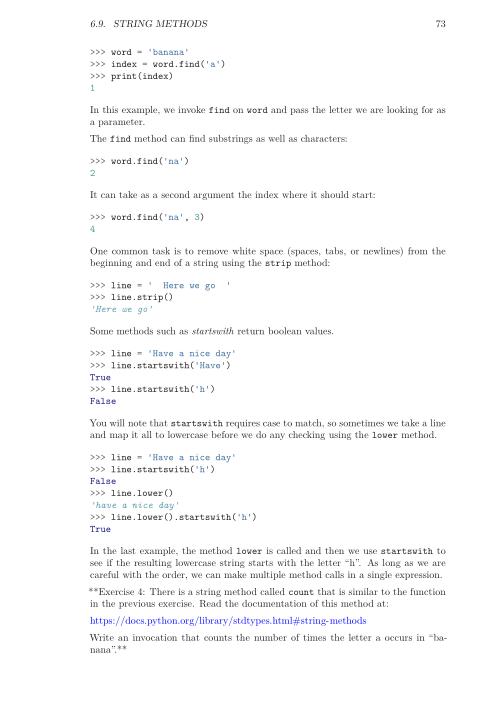 6.9. STRING METHODS 73
>>> word = 'banana'
>>> index = word.find('a')
>>> print(index)
1
In this example, we invoke find on word and pass the letter we are looking for as
a parameter.
The find method can find substrings as well as characters:
>>> word.find('na')
2
It can take as a second argument the index where it should start:
>>> word.find('na', 3)
4
One common task is to remove white space (spaces, tabs, or newlines) from the
beginning and end of a string using the strip method:
>>> line = '  Here we go  '
>>> line.strip()
'Here we go'
Some methods such as startswith return boolean values.
>>> line = 'Have a nice day'
>>> line.startswith('Have')
True
>>> line.startswith('h')
False
You will note that startswith requires case to match, so sometimes we take a line
and map it all to lowercase before we do any checking using the lower method.
>>> line = 'Have a nice day'
>>> line.startswith('h')
False
>>> line.lower()
'have a nice day'
>>> line.lower().startswith('h')
True
In the last example, the method lower is called and then we use startswith to
see if the resulting lowercase string starts with the letter “h”. As long as we are
careful with the order, we can make multiple method calls in a single expression.
**Exercise 4: There is a string method called count that is similar to the function
in the previous exercise. Read the documentation of this method at:
https://docs.python.org/library/stdtypes.html#string-methods
Write an invocation that counts the number of times the letter a occurs in “ba-
nana”.**